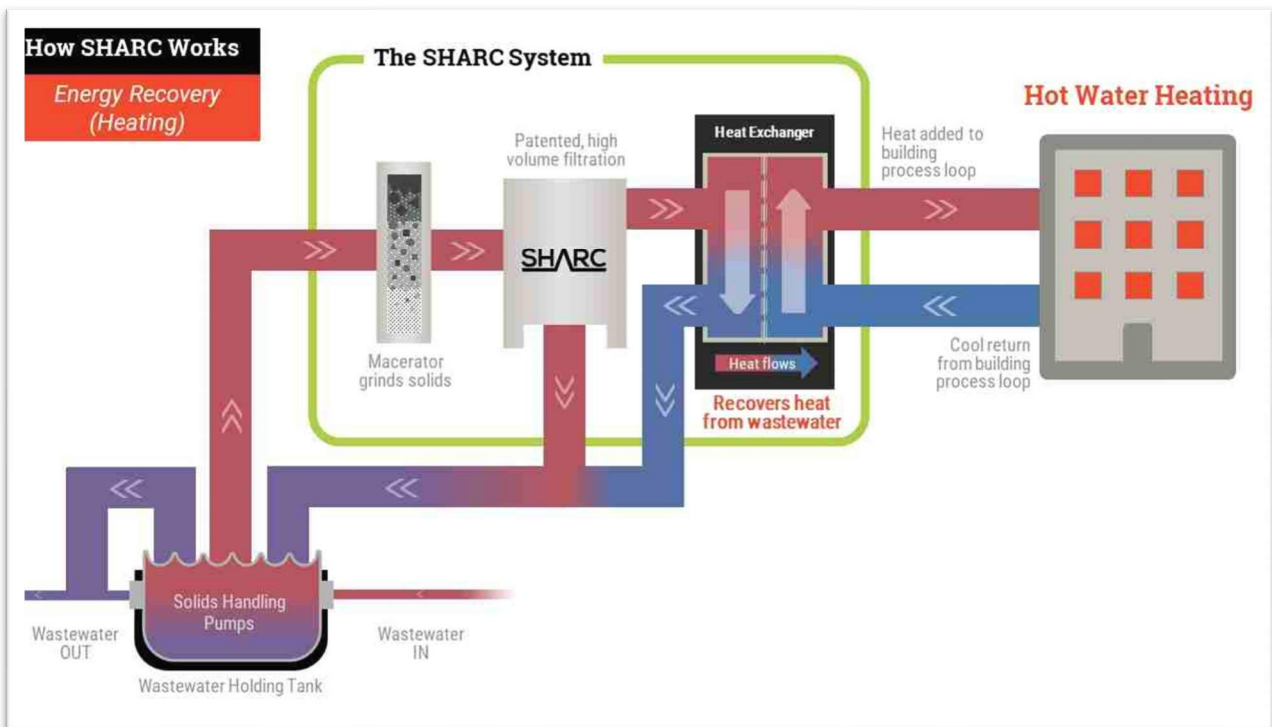 How SHARC Works
Energy Recovery
(Heating)
The SHARC System
Hot Water Heating
Patented, high
volume filtration
Heat Exchanger
Heat added to
building
process loop
SHARC
Macerator
grinds solids
Heat flows
Cool return
from building
process loop
Recovers heat
from wastewater
Solids Handling
Pumps
Wastewater
OUT
Wastewater
IN
Wastewater Holding Tank